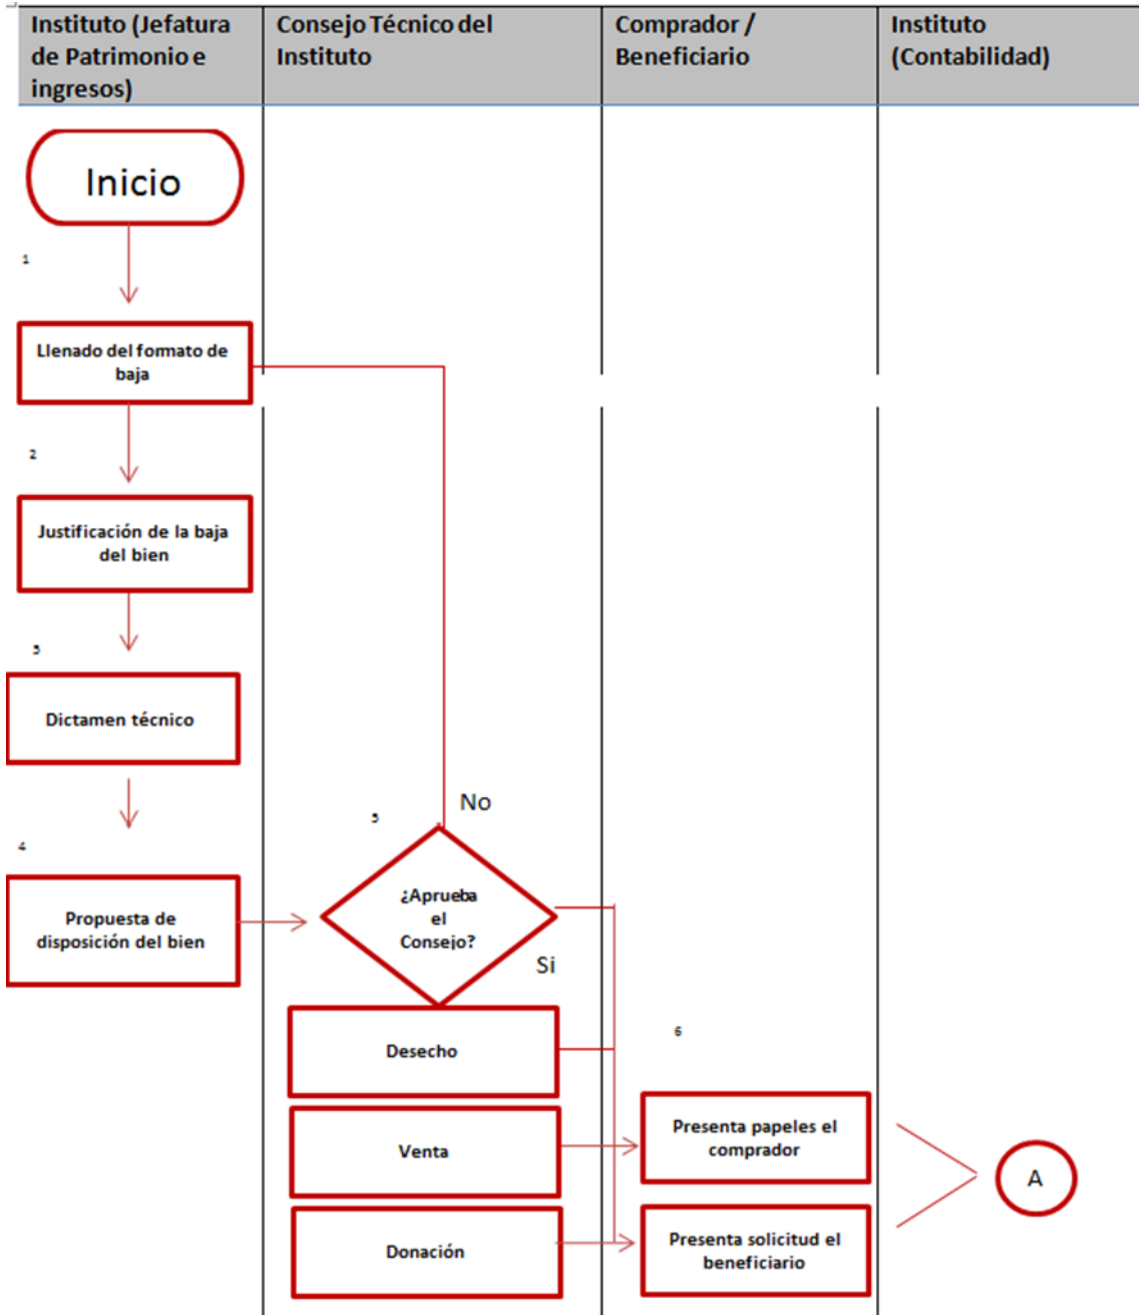 Instituto (Jefatura
de Patrimonio e
ingresos)
Consejo Técnico del
Instituto
Comprador /
Beneficiario
Instituto
(Contabilidad)
Inicio
1
Llenado del formato de
baja
2
Justificación de la baja
del bien
3
Dictamen técnico
4
Propuesta de
disposición del bien
5
No
¿Aprueba
el
Consejo?
Si
Desecho
Venta
Donación
6
Presenta papeles el
comprador
Presenta solicitud el
beneficiario
A